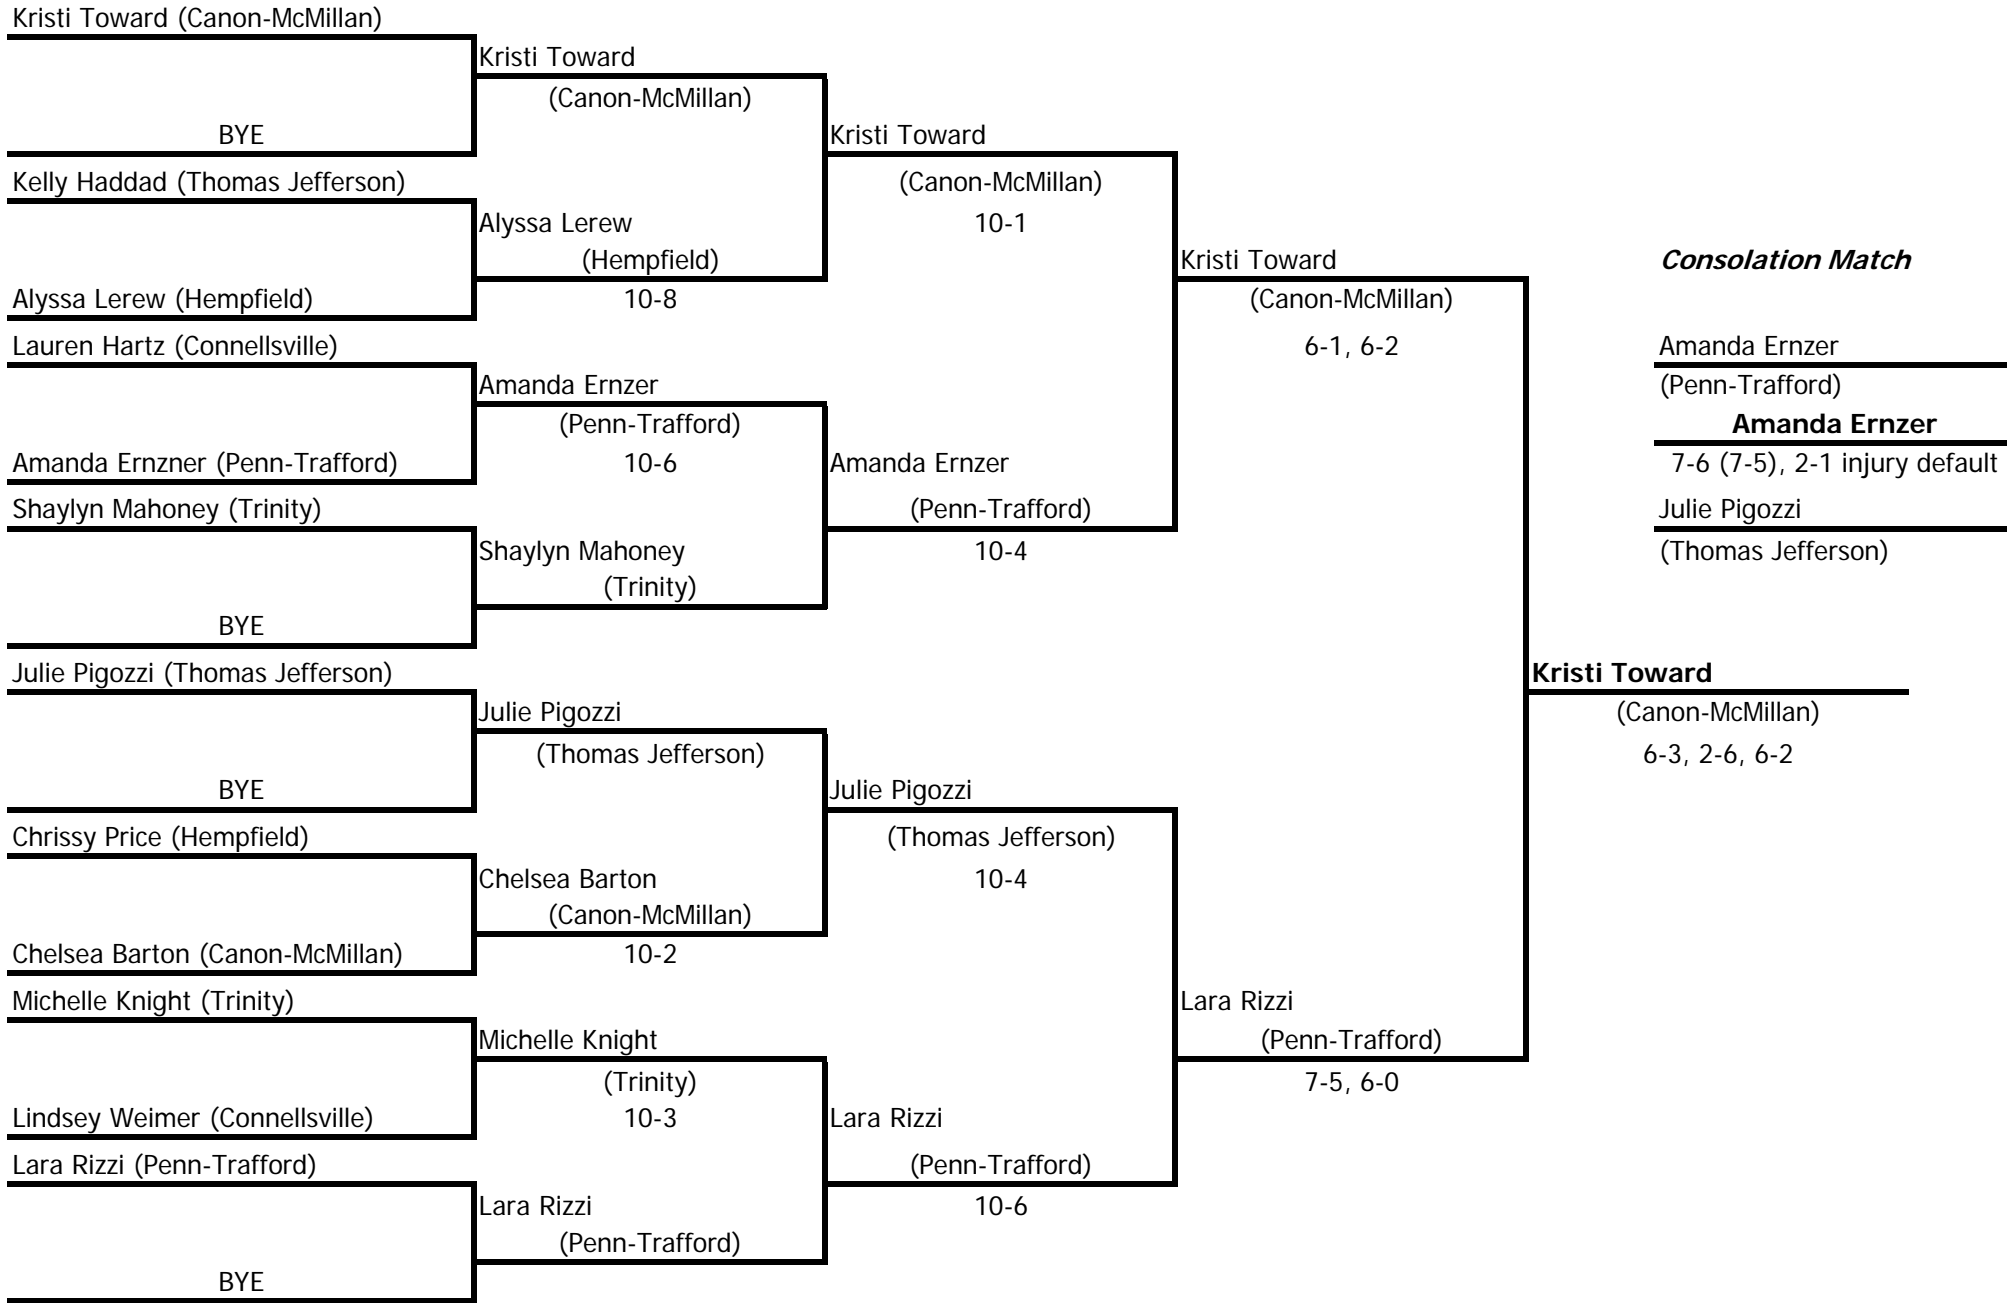 Kristi Toward (Canon-McMillan)
BYE
Kelly Haddad (Thomas Jefferson)
Alyssa Lerew (Hempfield)
Lauren Hartz (Connellsville)
Amanda Ernzner (Penn-Trafford)
Shaylyn Mahoney (Trinity)
BYE
Julie Pigozzi (Thomas Jefferson)
BYE
Chrissy Price (Hempfield)
Chelsea Barton (Canon-McMillan)
Michelle Knight (Trinity)
Lindsey Weimer (Connellsville)
Lara Rizzi (Penn-Trafford)
BYE
Kristi Toward
(Canon-McMillan)
Alyssa Lerew
(Hempfield)
10-8
Amanda Ernzer
(Penn-Trafford)
10-6
Shaylyn Mahoney
(Trinity)
Julie Pigozzi
(Thomas Jefferson)
Chelsea Barton
(Canon-McMillan)
10-2
Michelle Knight
(Trinity)
10-3
Lara Rizzi
(Penn-Trafford)
Kristi Toward
(Canon-McMillan)
10-1
Amanda Ernzer
(Penn-Trafford)
10-4
Julie Pigozzi
(Thomas Jefferson)
10-4
Lara Rizzi
(Penn-Trafford)
10-6
Kristi Toward
(Canon-McMillan)
6-1, 6-2
Lara Rizzi
(Penn-Trafford)
7-5, 6-0
Kristi Toward
(Canon-McMillan)
6-3, 2-6, 6-2
Consolation Match
Amanda Ernzer
(Penn-Trafford)
Amanda Ernzer
7-6 (7-5), 2-1 injury default
Julie Pigozzi
(Thomas Jefferson)